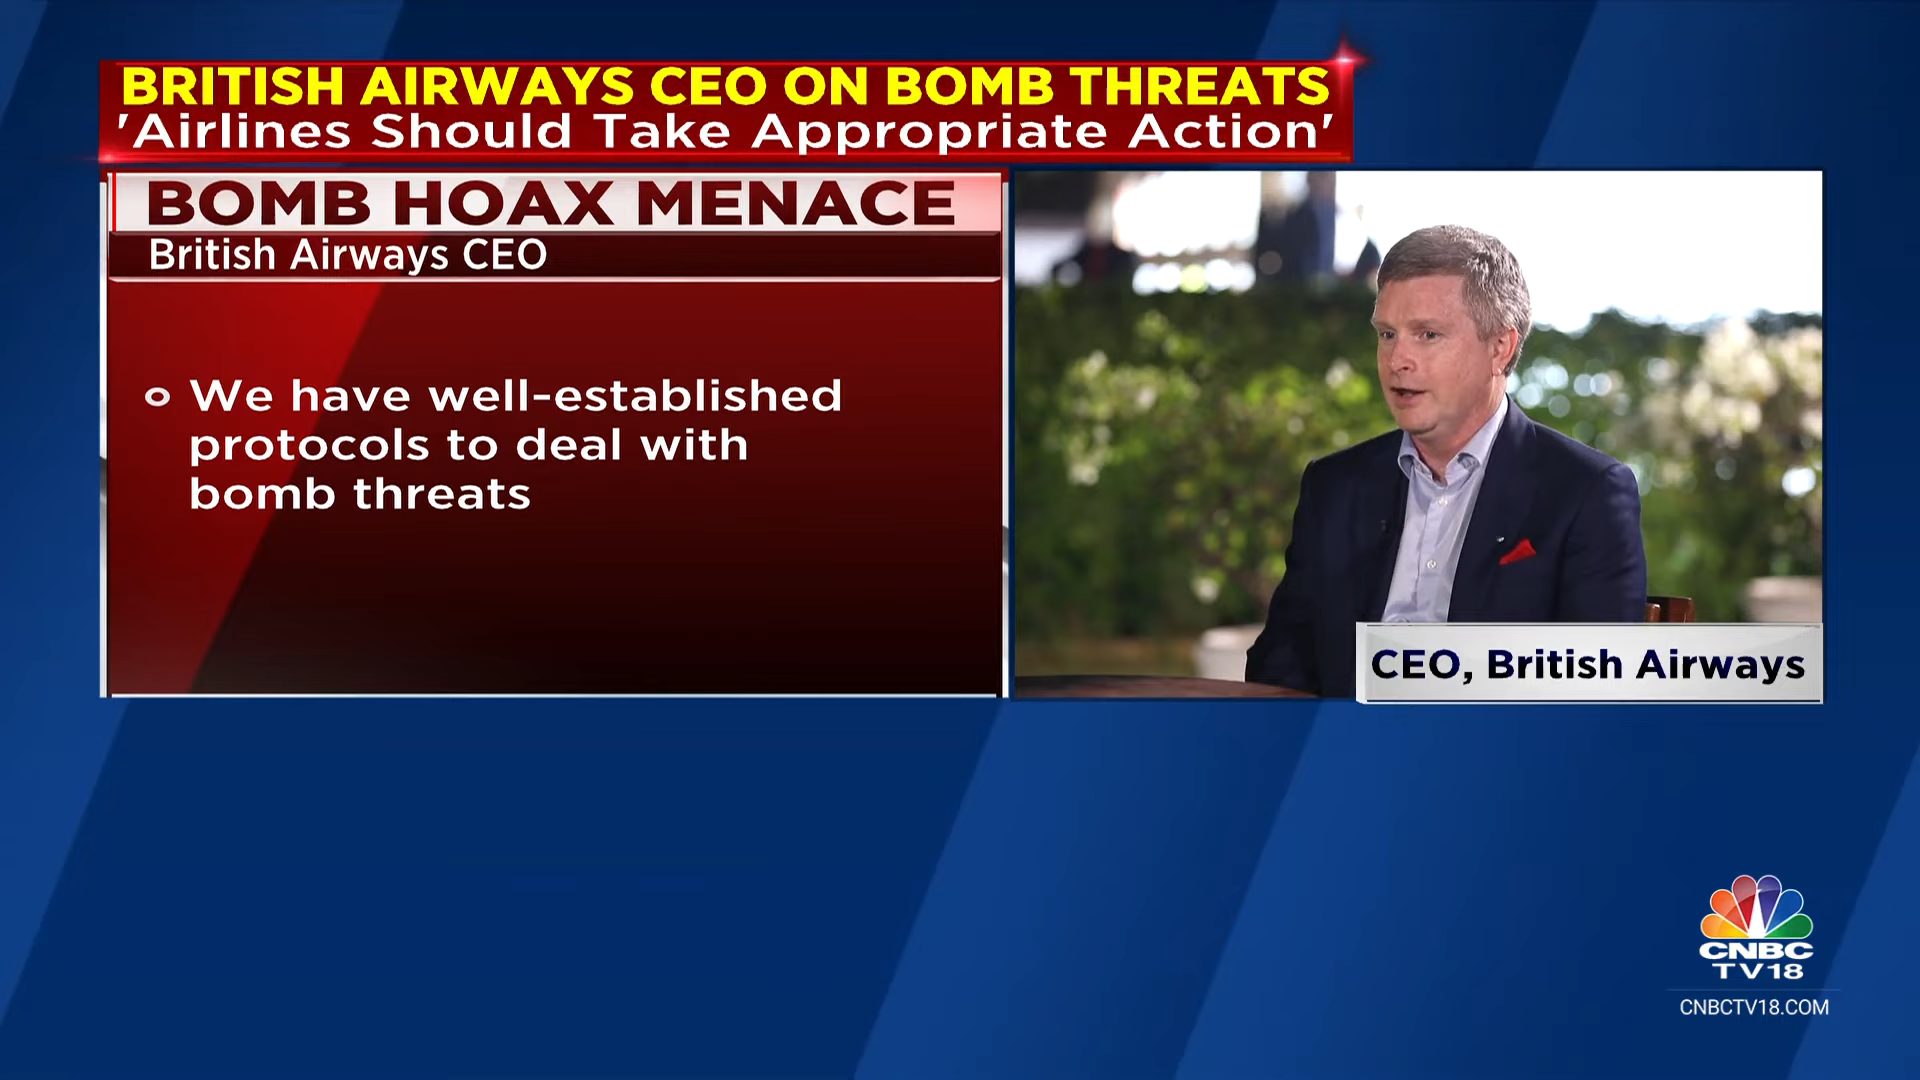 BRITISH AIRWAYS CEO ON BOMB THREATS
'Airlines Should Take Appropriate Action'
BOMB HOAX MENACE
British Airways CEO
We have well-established
protocols to deal with
bomb threats
CEO, British Airways
CNBC
TV18
CNBCTV18.COM